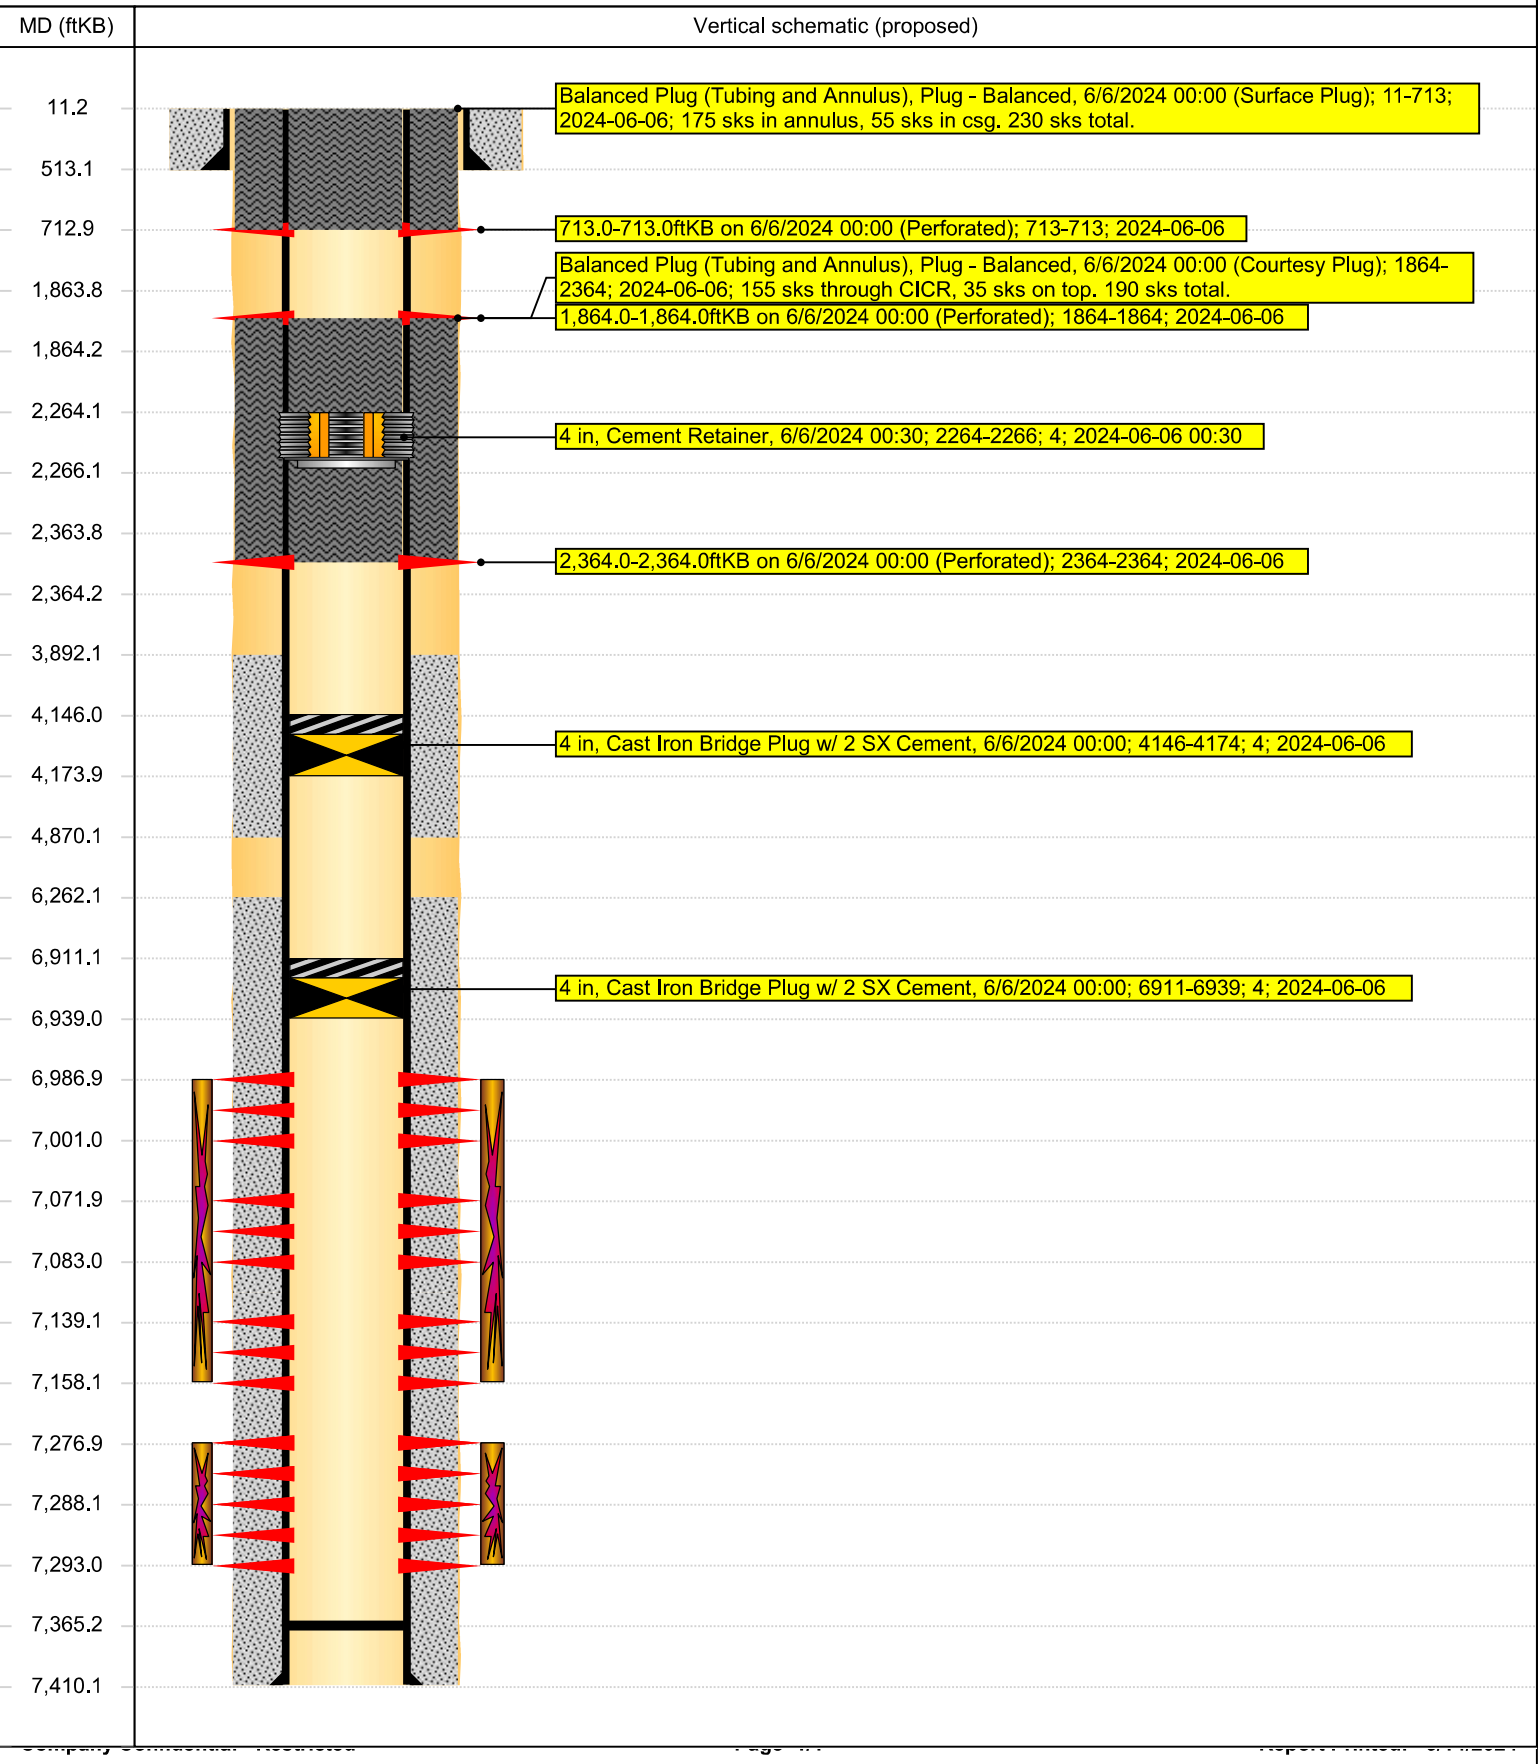 MD (ftKB)
Vertical schematic (proposed)
11.2
Balanced Plug (Tubing and Annulus), Plug - Balanced, 6/6/2024 00:00 (Surface Plug); 11-713;
2024-06-06; 175 sks in annulus, 55 sks in csg. 230 sks total.
513.1
712.9
713.0-713.0ftKB on 6/6/2024 00:00 (Perforated); 713-713; 2024-06-06
Balanced Plug (Tubing and Annulus), Plug - Balanced, 6/6/2024 00:00 (Courtesy Plug); 1864-
2364; 2024-06-06; 155 sks through CICR, 35 sks on top. 190 sks total.
1,863.8
1,864.0-1,864.0ftKB on 6/6/2024 00:00 (Perforated); 1864-1864; 2024-06-06
1,864.2
2,264.1
4 in, Cement Retainer, 6/6/2024 00:30; 2264-2266; 4; 2024-06-06 00:30
2,266.1
2,363.8
2,364.0-2,364.0ftKB on 6/6/2024 00:00 (Perforated); 2364-2364; 2024-06-06
2,364.2
3,892.1
4,146.0
4 in, Cast Iron Bridge Plug w/ 2 SX Cement, 6/6/2024 00:00; 4146-4174; 4; 2024-06-06
4,173.9
4,870.1
6,262.1
6,911.1
4 in, Cast Iron Bridge Plug w/ 2 SX Cement, 6/6/2024 00:00; 6911-6939; 4; 2024-06-06
6,939.0
6,986.9
7,001.0
7,071.9
7,083.0
7,139.1
7,158.1
7,276.9
7,288.1
7,293.0
7,365.2
7,410.1